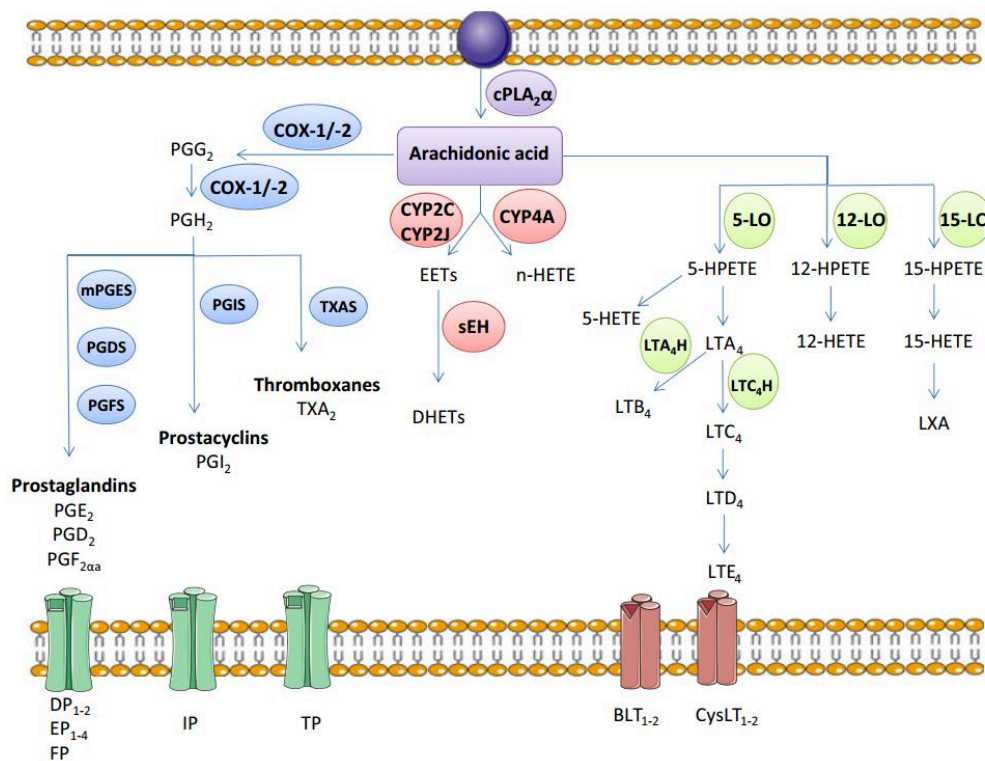 cPLA₂α
COX-1/-2
Arachidonic acid
PGG₂
COX-1/-2
PGH₂
CYP2C
CYP2J
CYP4A
5-LO
12-LO
15-LO
EETs
n-HETE
5-HPETE
12-HPETE
15-HPETE
mPGES
PGIS
TXAS
sEH
5-HETE
LTA₄H
LTA₄
12-HETE
15-HETE
PGDS
PGFS
Thromboxanes
TXA₂
LTC₄H
LTB₄
DHETs
LTC₄
LXA
Prostacyclins
PGI₂
Prostaglandins
PGE₂
PGD₂
PGF₂αa
LTD₄
LTE₄
DP₁₋₂
EP₁₋₄
FP
IP
TP
BLT₁₋₂
CysLT₁₋₂